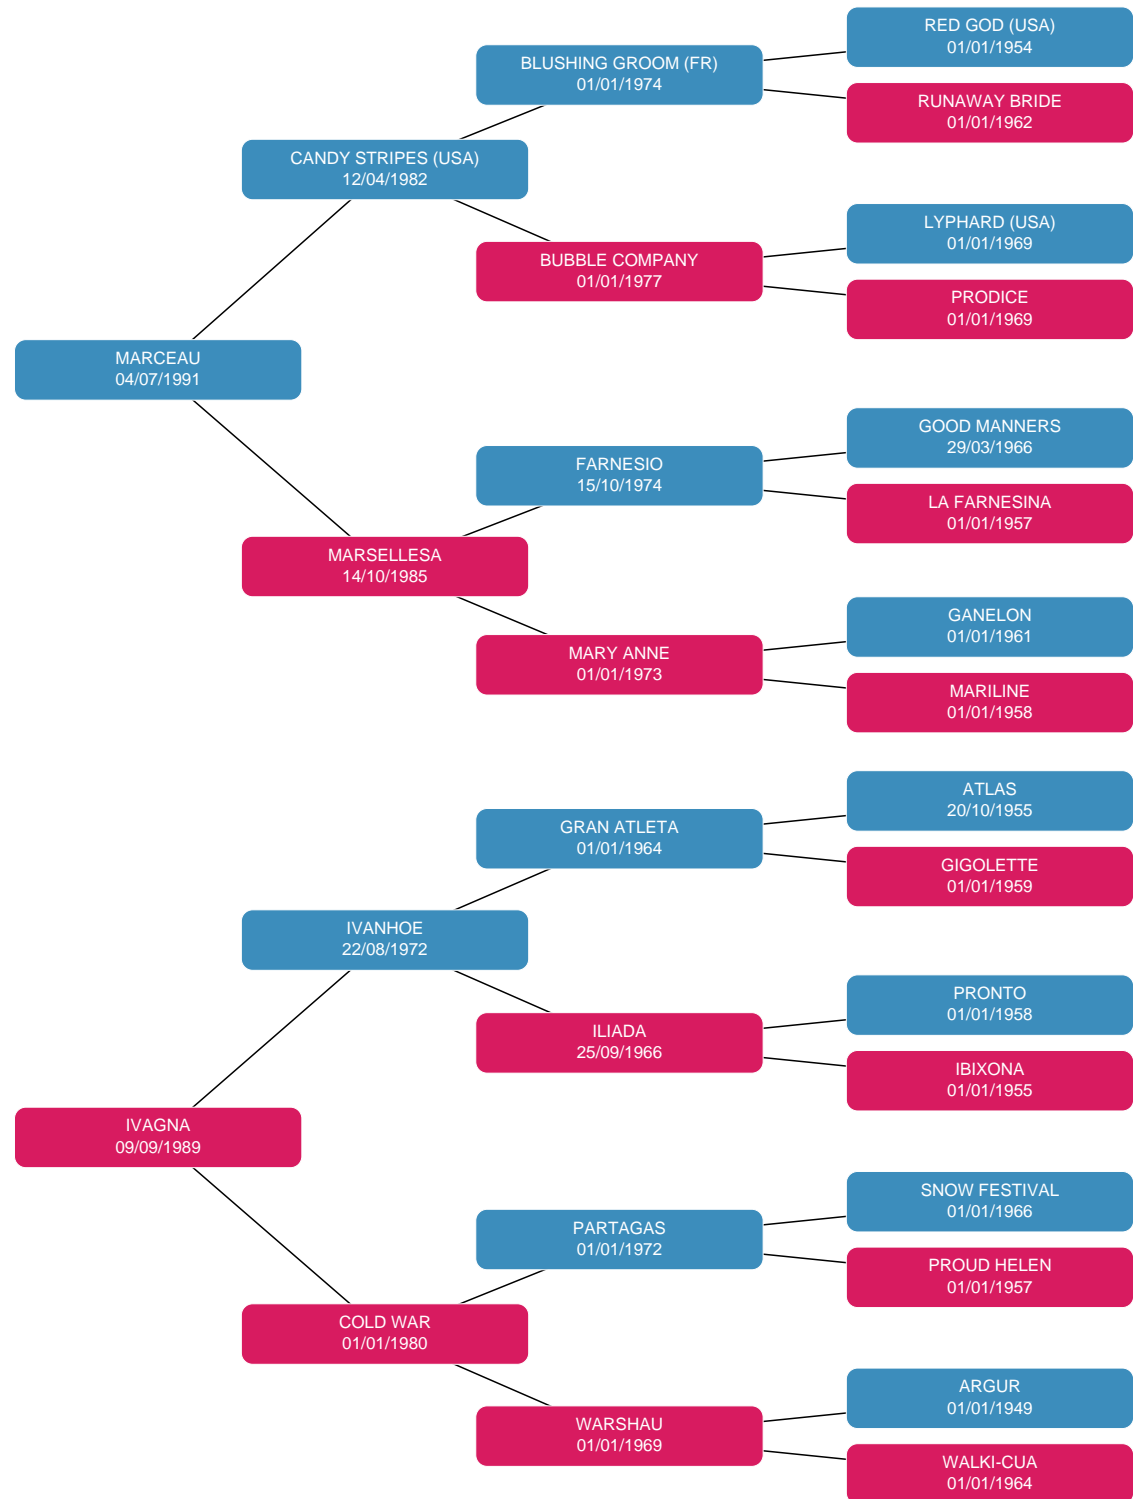 RED GOD (USA)
01/01/1954
BLUSHING GROOM (FR)
01/01/1974
RUNAWAY BRIDE
01/01/1962
CANDY STRIPES (USA)
12/04/1982
LYPHARD (USA)
01/01/1969
BUBBLE COMPANY
01/01/1977
PRODICE
01/01/1969
MARCEAU
04/07/1991
GOOD MANNERS
29/03/1966
FARNESIO
15/10/1974
LA FARNESINA
01/01/1957
MARSELLESA
14/10/1985
GANELON
01/01/1961
MARY ANNE
01/01/1973
MARILINE
01/01/1958
ATLAS
20/10/1955
GRAN ATLETA
01/01/1964
GIGOLETTE
01/01/1959
IVANHOE
22/08/1972
PRONTO
01/01/1958
ILIADA
25/09/1966
IBIXONA
01/01/1955
IVAGNA
09/09/1989
SNOW FESTIVAL
01/01/1966
PARTAGAS
01/01/1972
PROUD HELEN
01/01/1957
COLD WAR
01/01/1980
ARGUR
01/01/1949
WARSHAU
01/01/1969
WALKI-CUA
01/01/1964